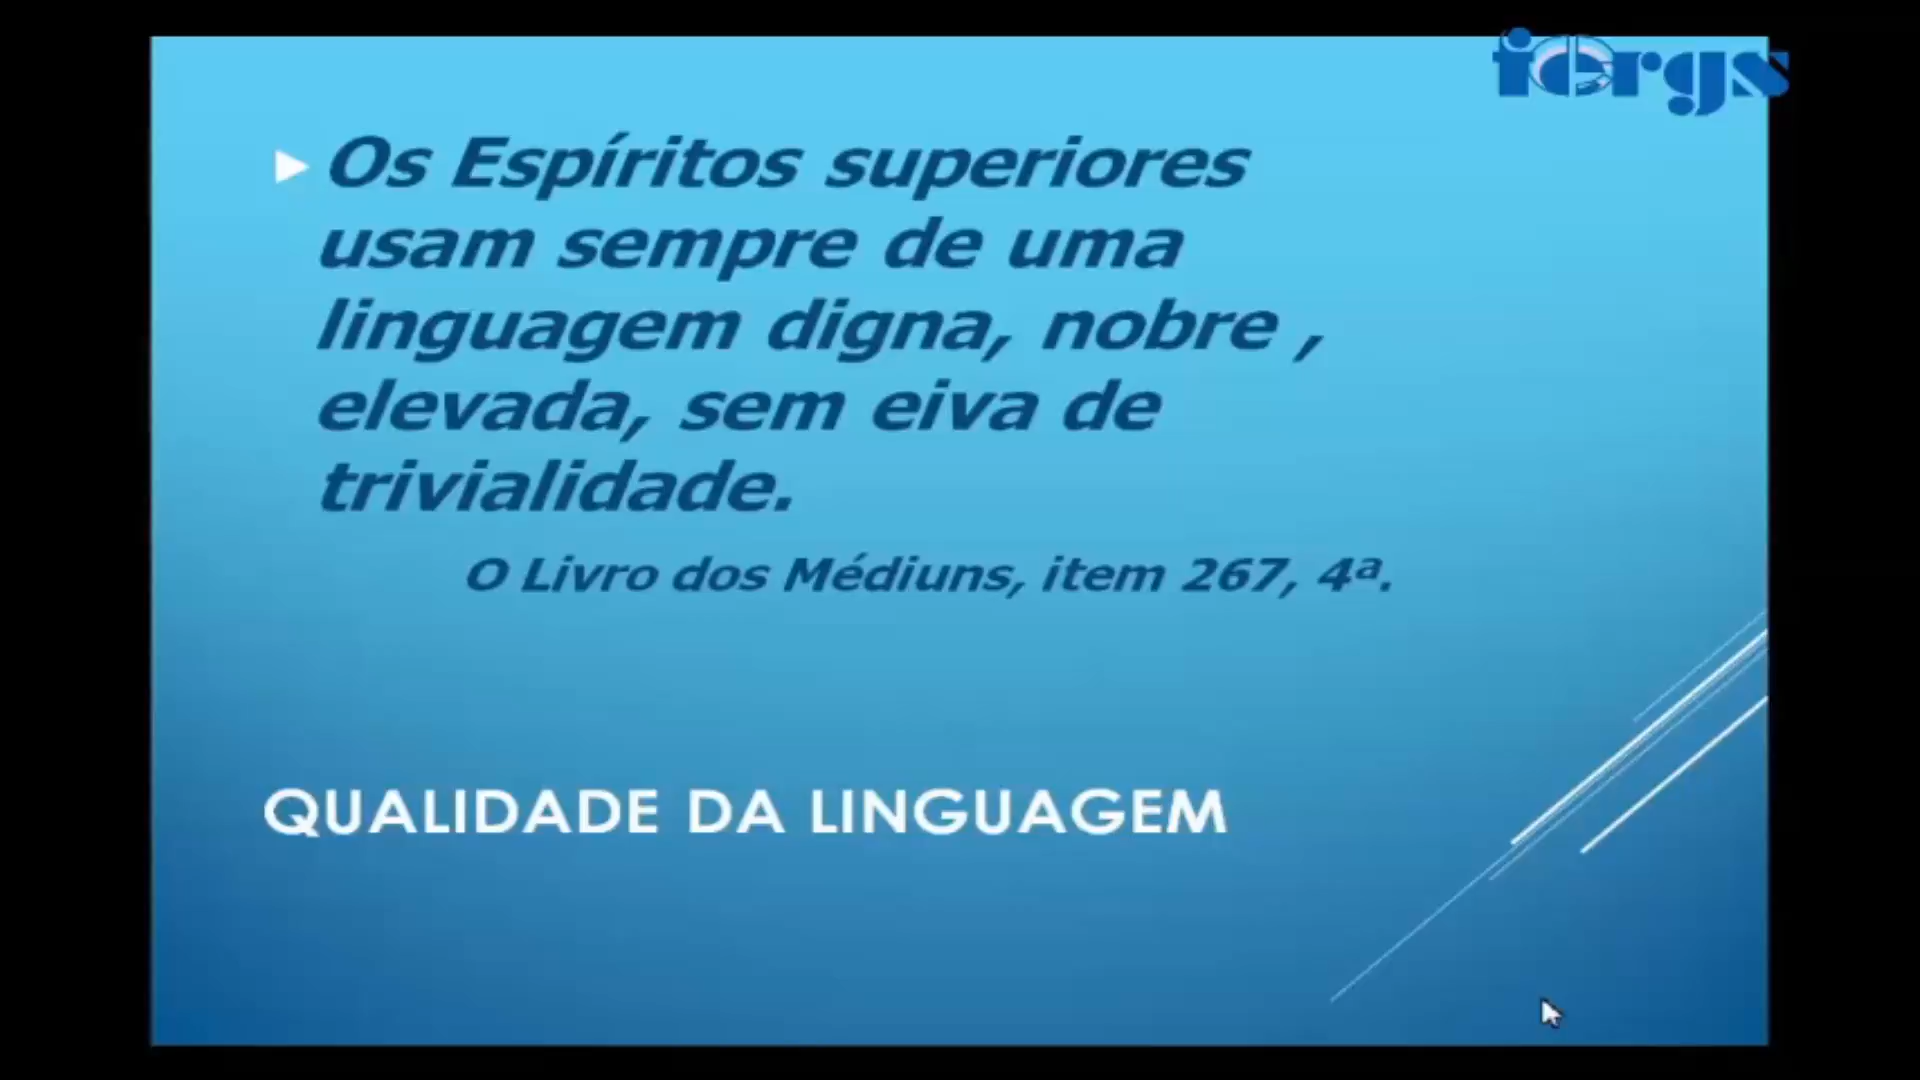 fergs
Os Espíritos superiores
usam sempre de uma
linguagem digna, nobre ,
elevada, sem eiva de
trivialidade.
O Livro dos Médiuns, item 267, 4ª.
QUALIDADE DA LINGUAGEM